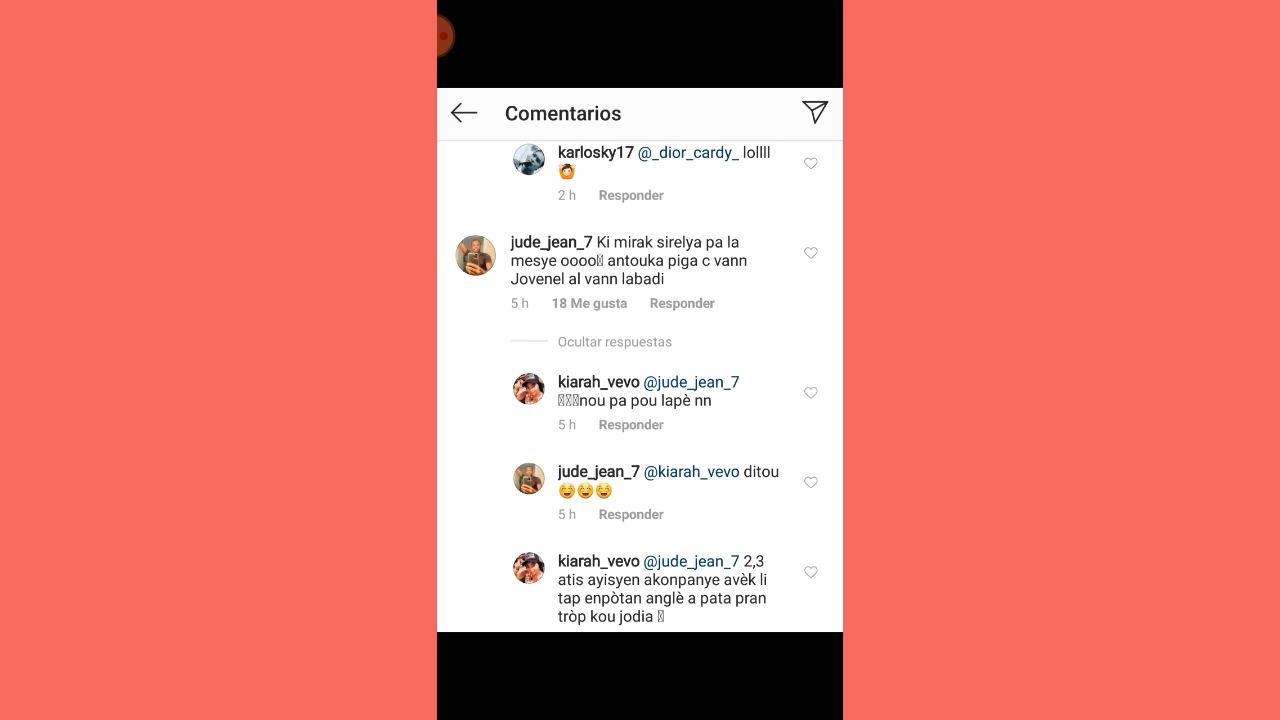 Comentarios
karlosky17 @_dior_cardy_ lollll
2 h Responder
jude_jean_7 Ki mirak sirelya pa la
mesye oooo antouka piga c vann
Jovenel al vann labadi
5 h 18 Me gusta Responder
Ocultar respuestas
kiarah_vevo @jude_jean_7
nou pa pou lapè nn
5 h Responder
jude_jean_7 @kiarah_vevo ditou
😁😁😁
5 h Responder
kiarah_vevo @jude_jean_7 2,3
atis ayisyen akonpanye avèk li
tap enpòtan anglè a pata pran
tròp kou jodia